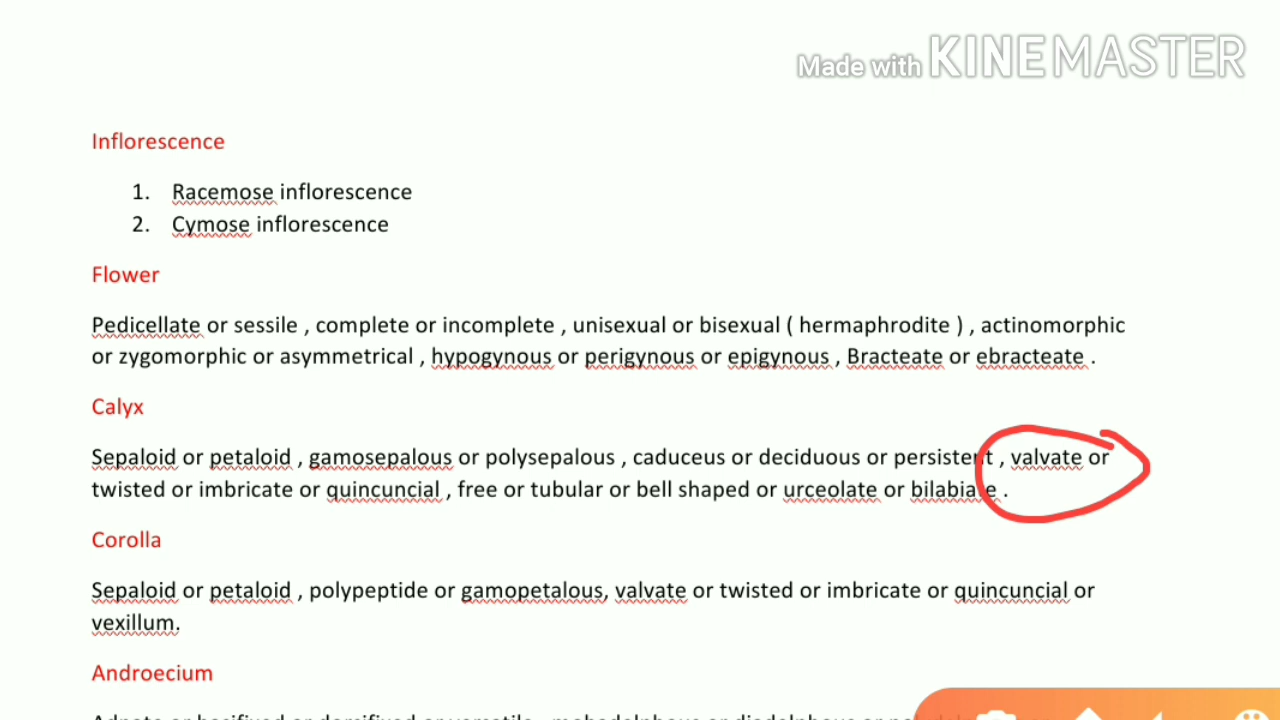 Made with KINEMASTER
Inflorescence
1. Racemose inflorescence
2. Cymose inflorescence
Flower
Pedicellate or sessile , complete or incomplete , unisexual or bisexual ( hermaphrodite ) , actinomorphic
or zygomorphic or asymmetrical , hypogynous or perigynous or epigynous , Bracteate or ebracteate .
Calyx
Sepaloid or petaloid , gamosepalous or polysepalous , caduceus or deciduous or persistent , valvate or
twisted or imbricate or quincuncial , free or tubular or bell shaped or urceolate or bilabiate .
Corolla
Sepaloid or petaloid , polypeptide or gamopetalous, valvate or twisted or imbricate or quincuncial or
vexillum.
Androecium